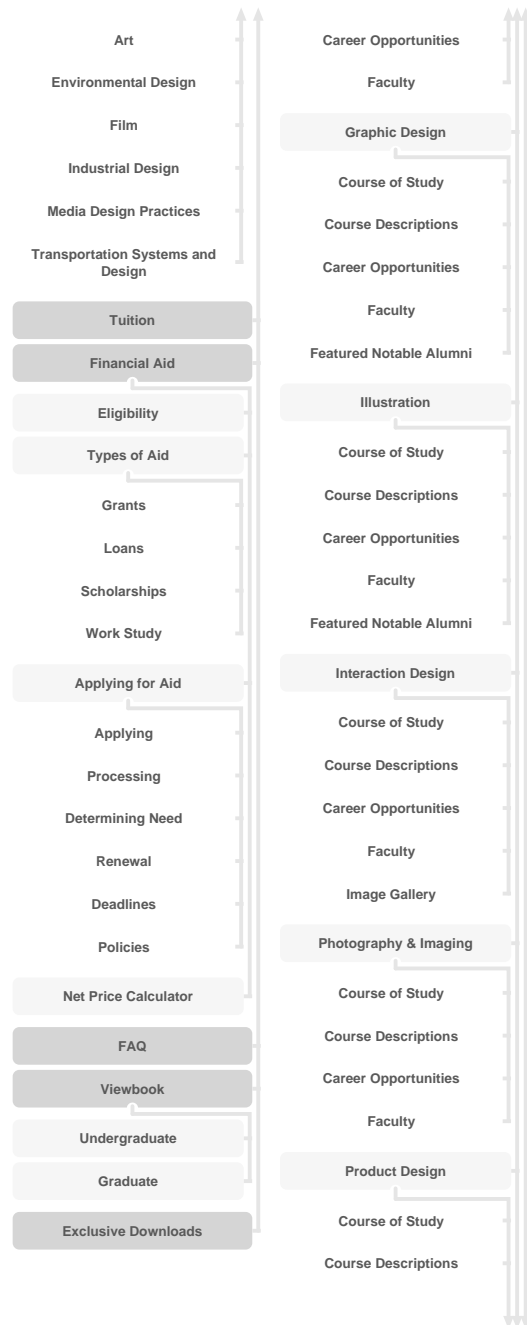 Art
Environmental Design
Film
Industrial Design
Media Design Practices
Transportation Systems and
Design
Tuition
Financial Aid
Eligibility
Types of Aid
Grants
Loans
Scholarships
Work Study
Applying for Aid
Applying
Processing
Determining Need
Renewal
Deadlines
Policies
Net Price Calculator
FAQ
Viewbook
Undergraduate
Graduate
Exclusive Downloads
Career Opportunities
Faculty
Graphic Design
Course of Study
Course Descriptions
Career Opportunities
Faculty
Featured Notable Alumni
Illustration
Course of Study
Course Descriptions
Career Opportunities
Faculty
Featured Notable Alumni
Interaction Design
Course of Study
Course Descriptions
Career Opportunities
Faculty
Image Gallery
Photography & Imaging
Course of Study
Course Descriptions
Career Opportunities
Faculty
Product Design
Course of Study
Course Descriptions